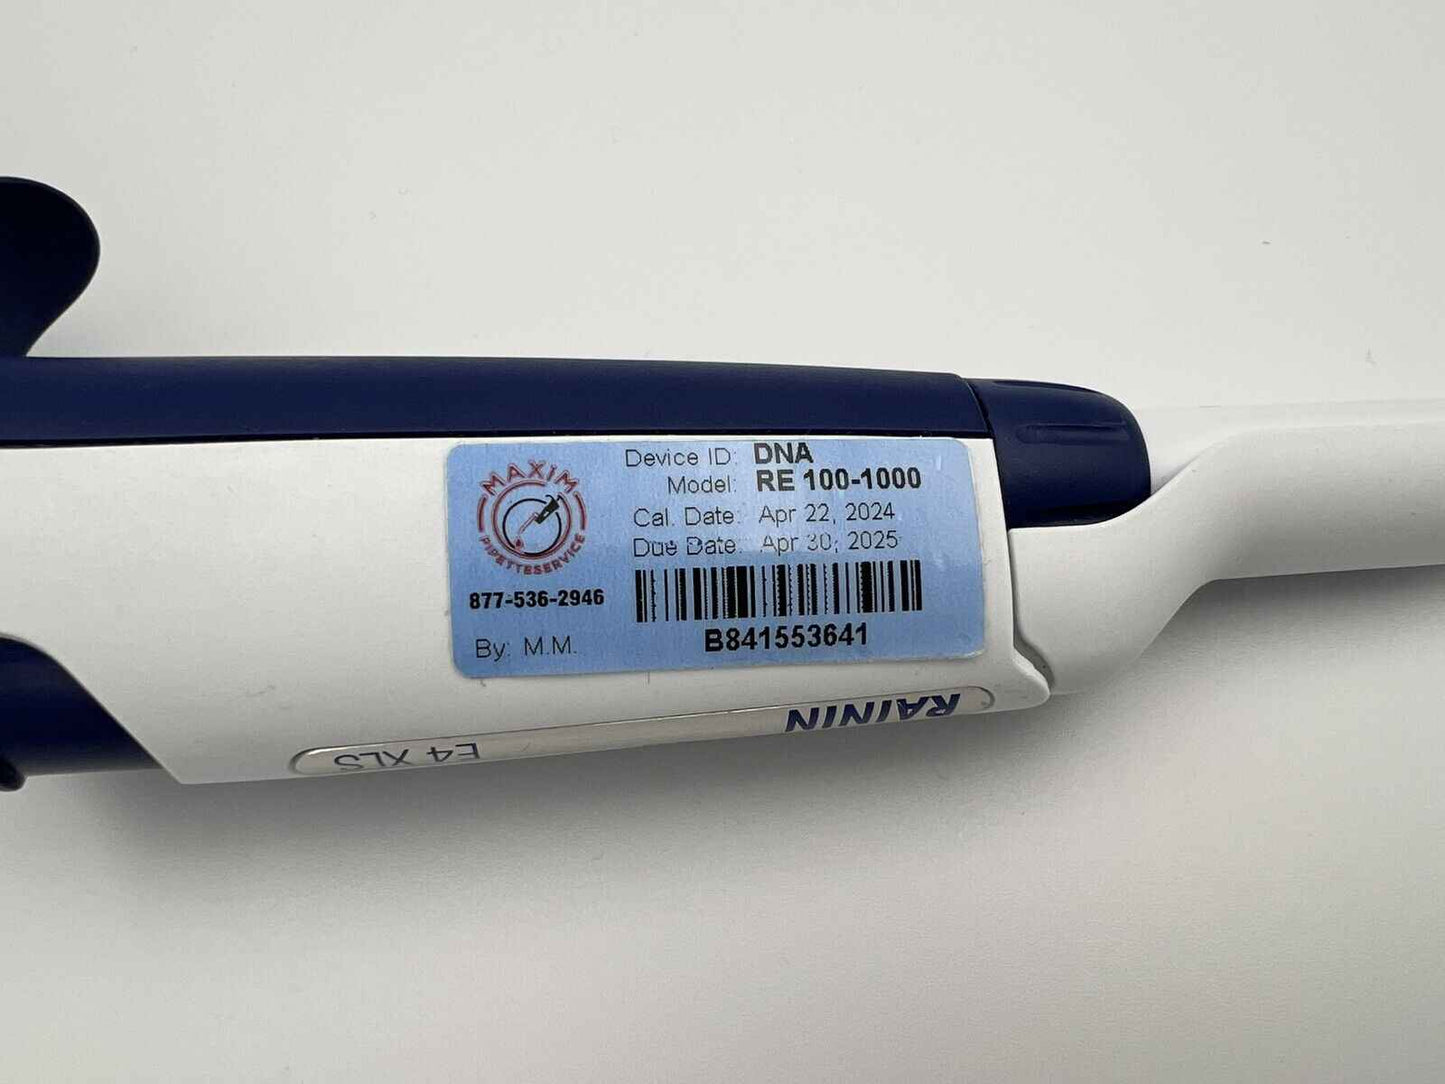 MAXIM
PIPETTESERVICE
877-536-2946
By: M.M.
Device ID: DNA
Model: RE 100-1000
Cal. Date: Apr 22, 2024
Due Date: Apr 30, 2025
B841553641
RAININ
E4 XLS